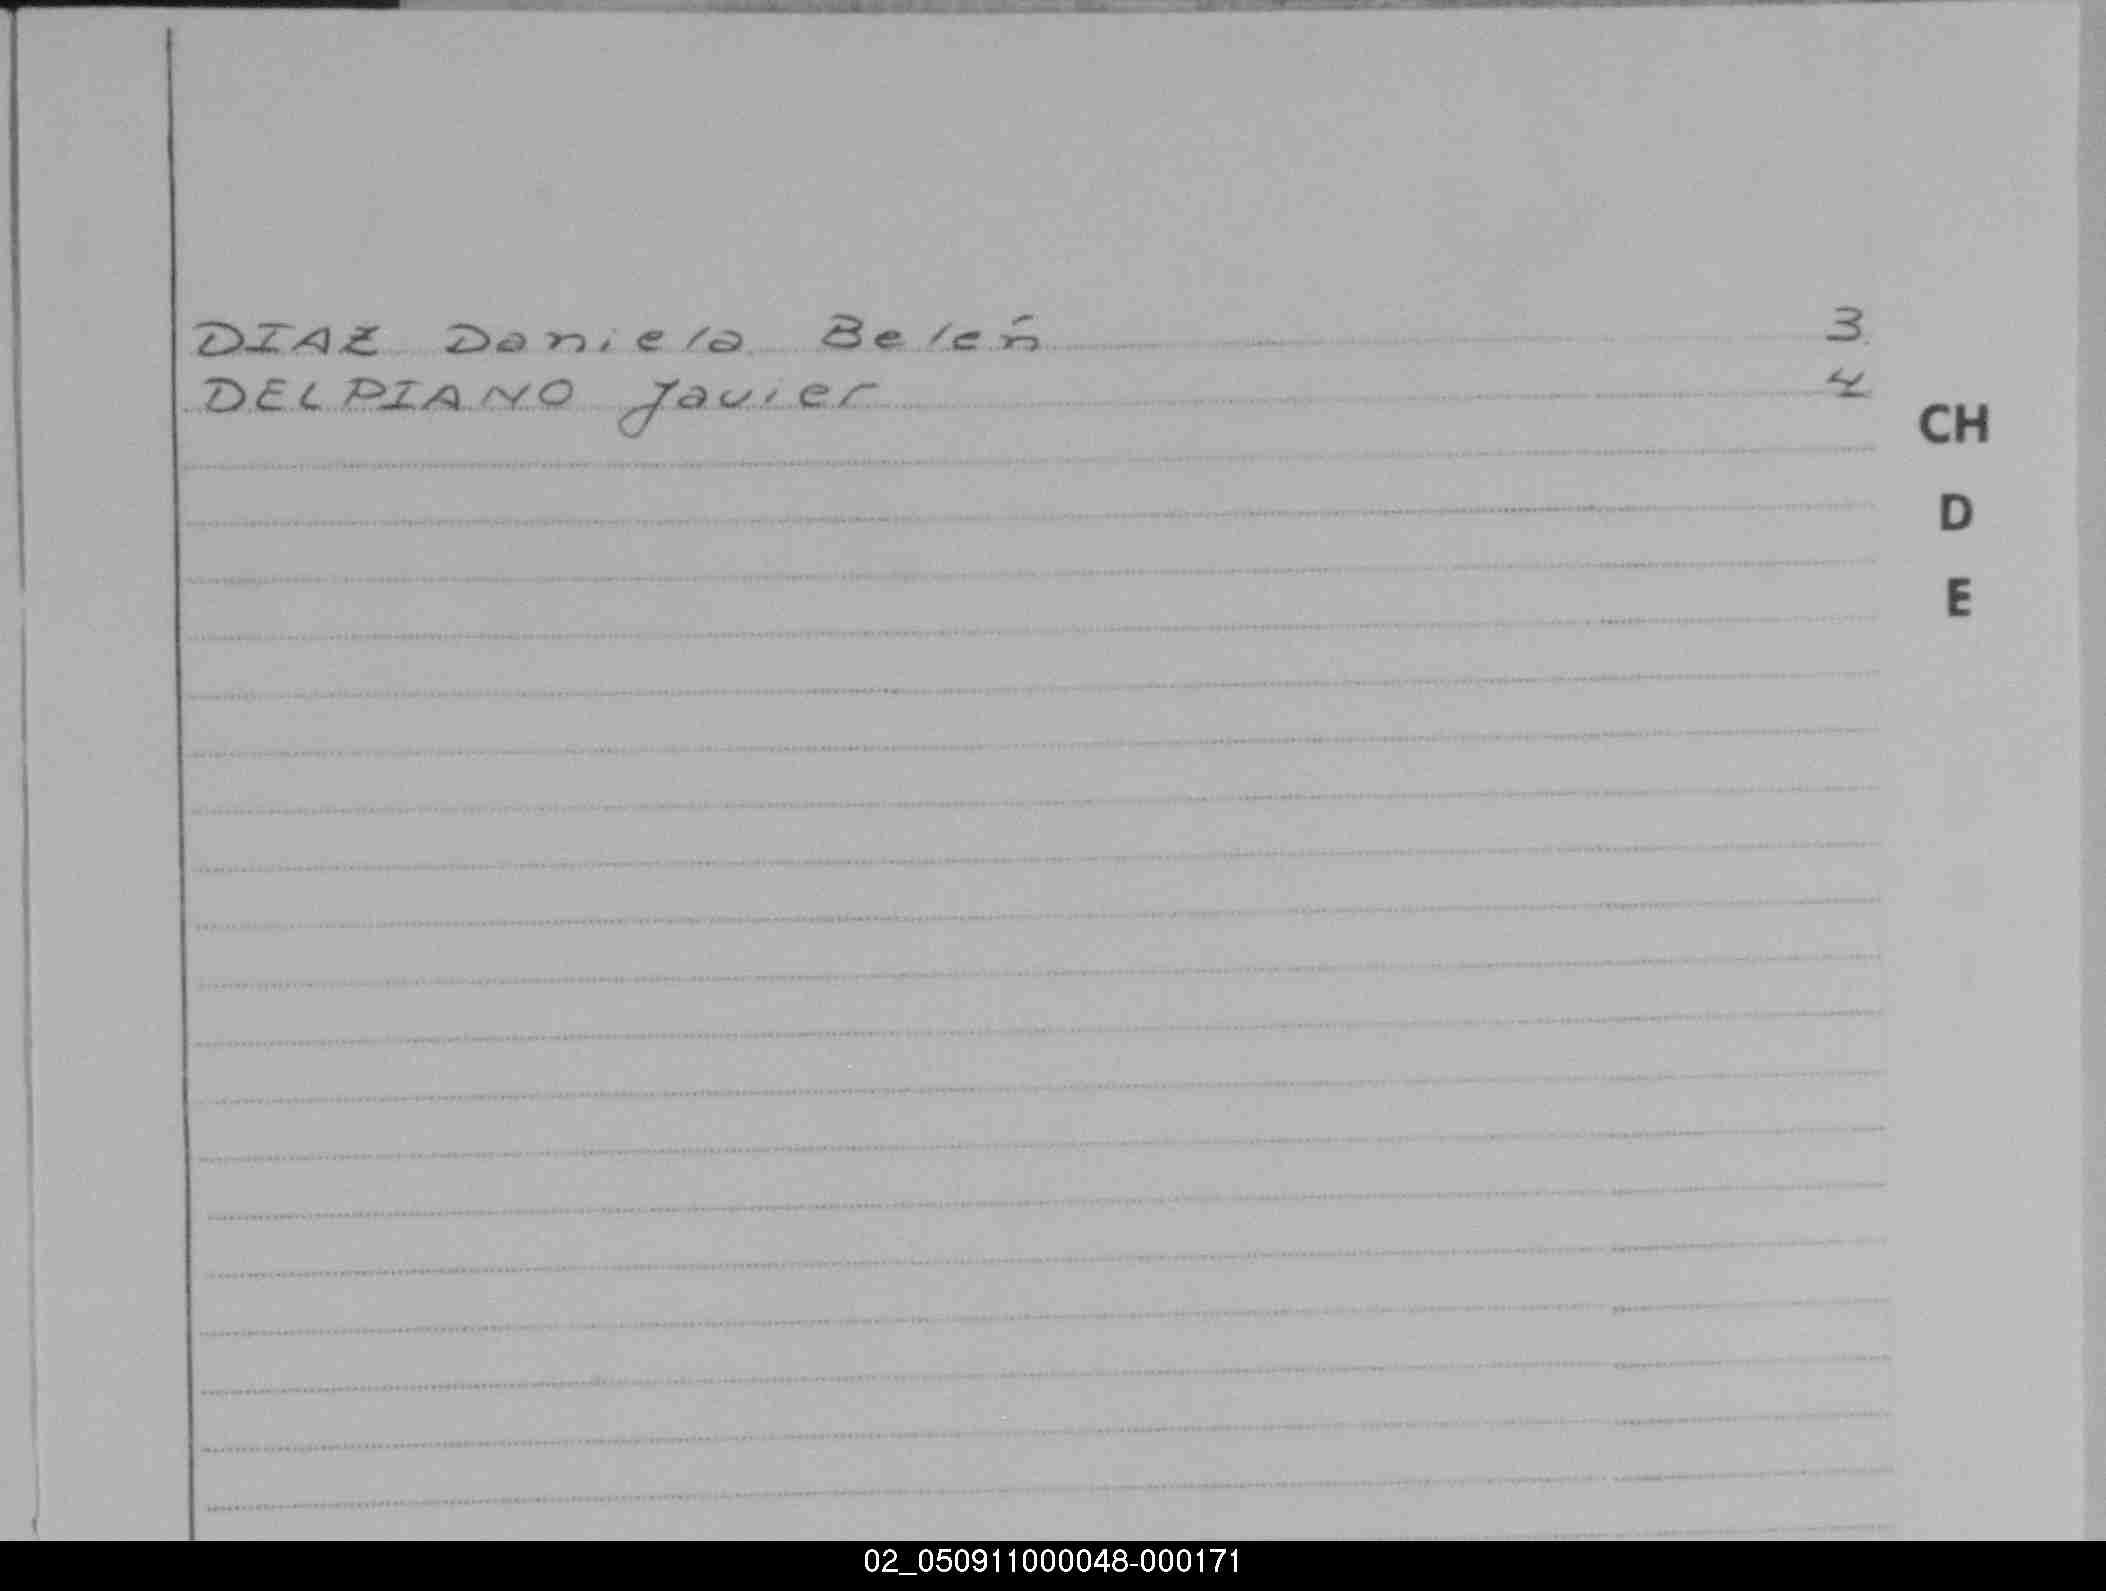 DIAZ Daniela Belén 3
DELPIANO Javier 4
CH
D
E
02_050911000048-000171